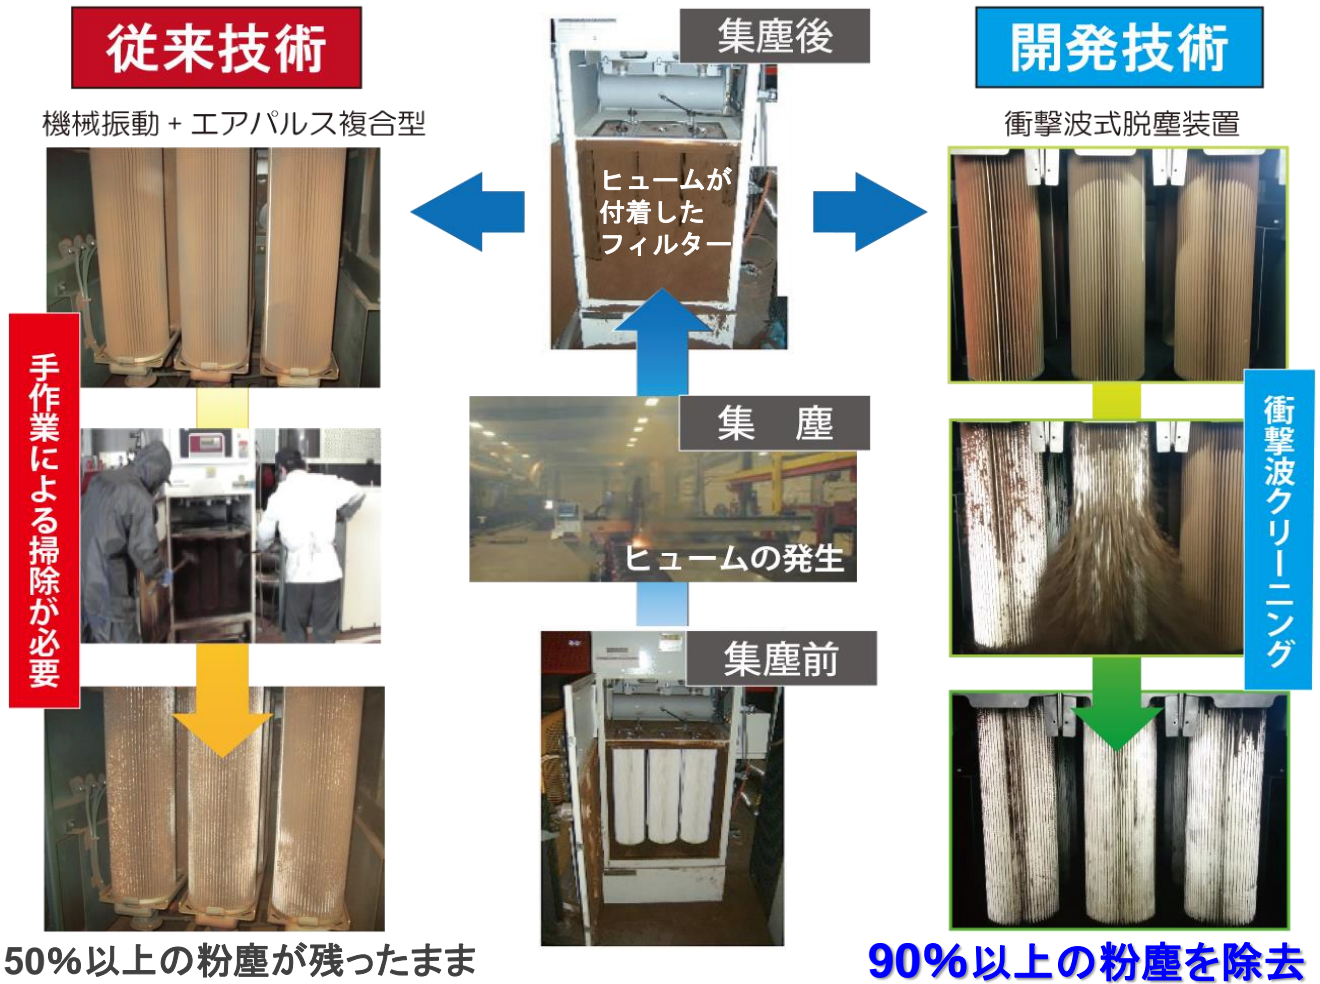 従来技術
機械振動 + エアパルス複合型
手作業による掃除が必要
50%以上の粉塵が残ったまま
集塵後
ヒュームが
付着した
フィルター
集　塵
ヒュームの発生
集塵前
開発技術
衝撃波式脱塵装置
衝撃波クリーニング
90%以上の粉塵を除去